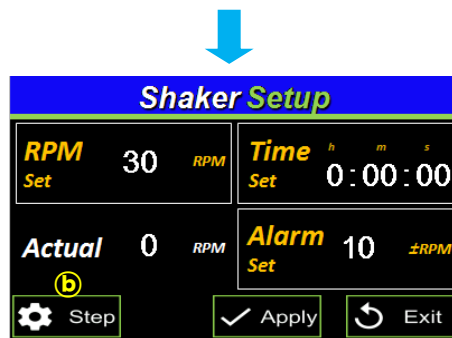 Shaker Setup
RPM Set 30 RPM
Time Set h m s 0:00:00
Actual 0 RPM
Alarm Set 10 ±RPM
ⓑ
Step Apply Exit